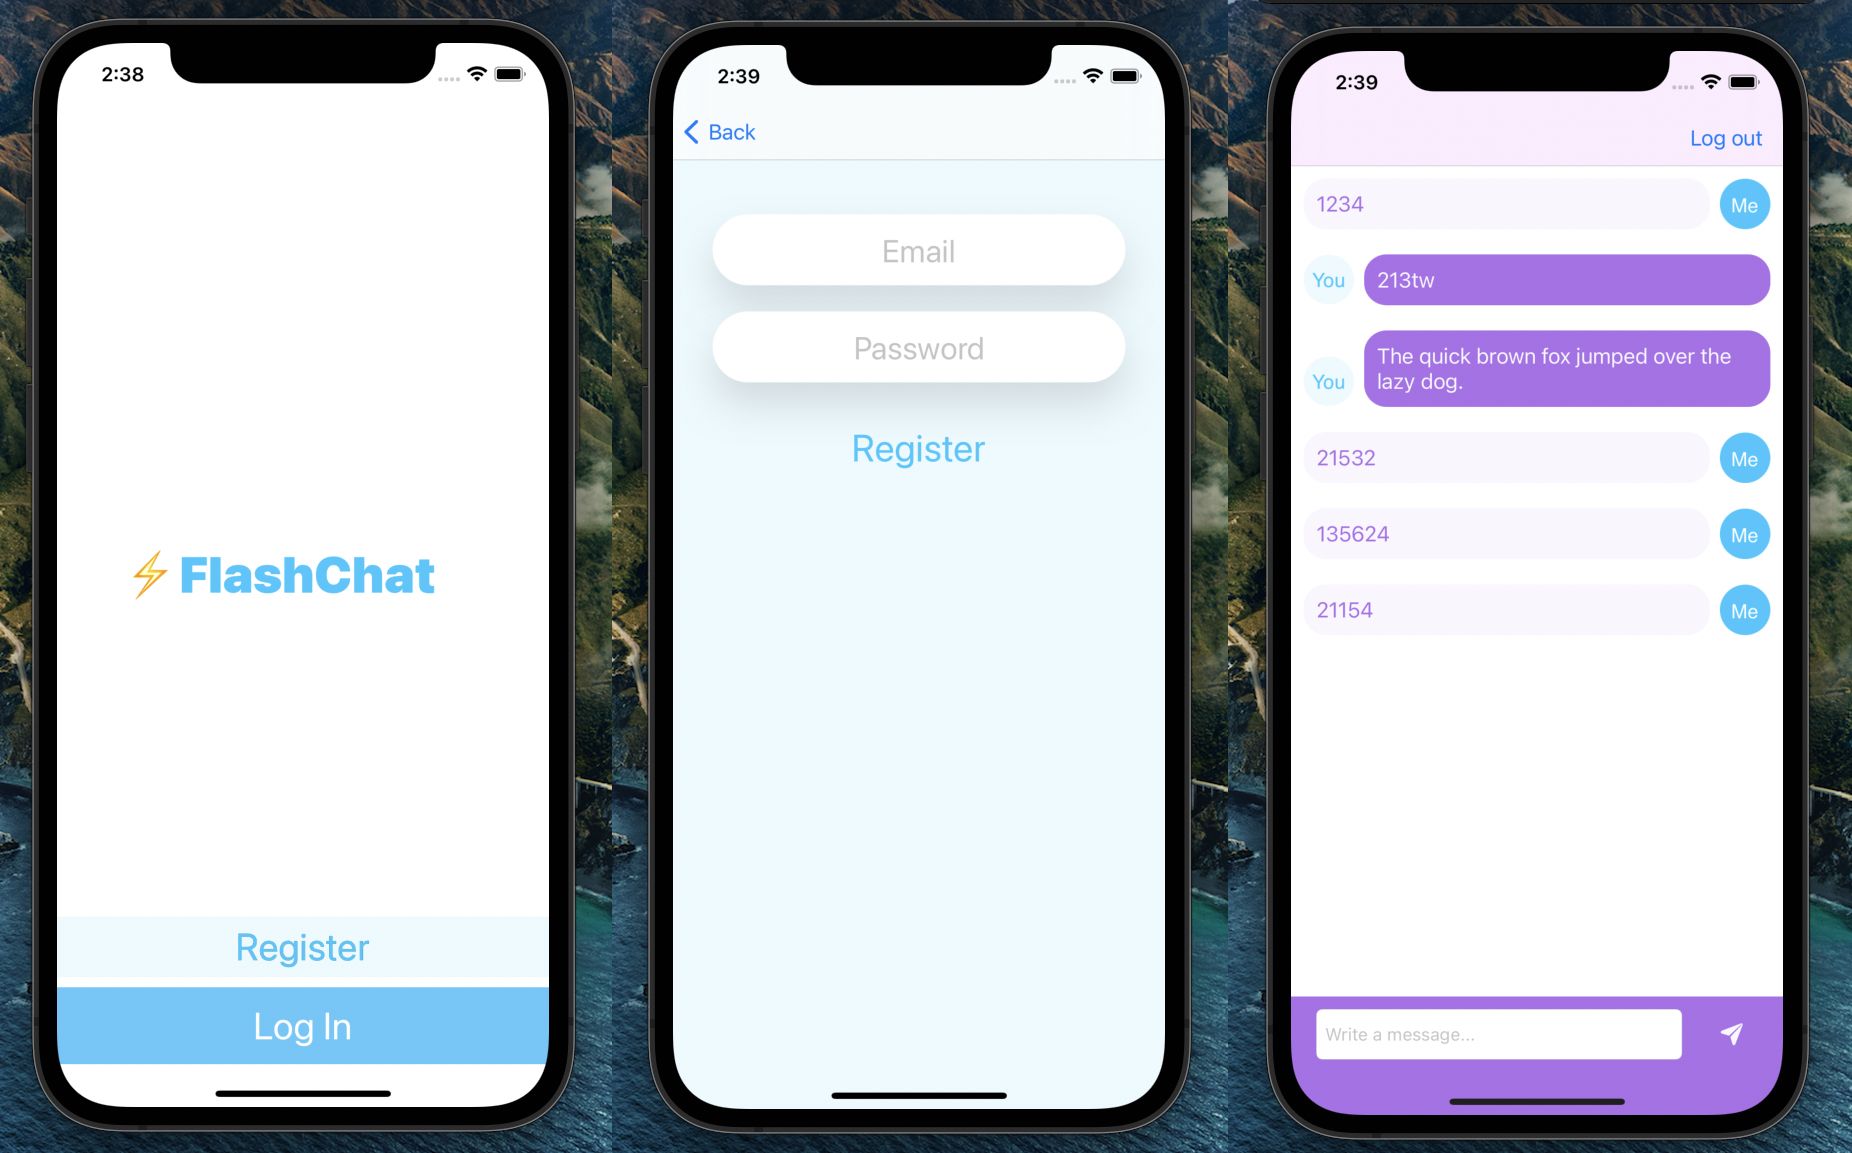 2:38
⚡FlashChat
Register
Log In
2:39
Back
Email
Password
Register
2:39
Log out
1234
Me
You
213tw
The quick brown fox jumped over the
You
lazy dog.
21532
Me
135624
Me
21154
Me
Write a message...